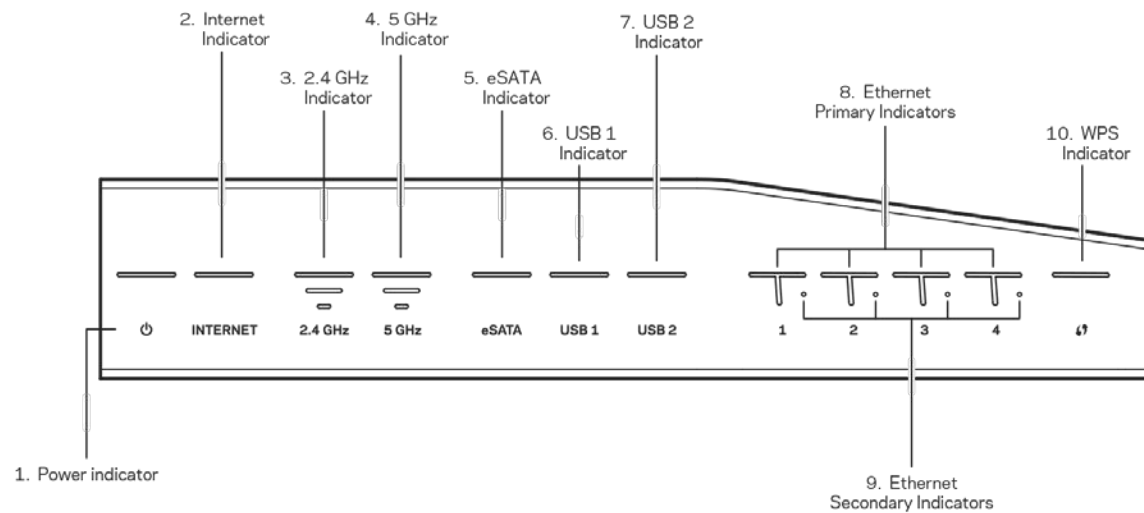 2. Internet
Indicator
4. 5 GHz
Indicator
7. USB 2
Indicator
3. 2.4 GHz
Indicator
5. eSATA
Indicator
8. Ethernet
Primary Indicators
6. USB 1
Indicator
10. WPS
Indicator
INTERNET
2.4 GHz
5 GHz
eSATA
USB 1
USB 2
1
2
3
4
1. Power indicator
9. Ethernet
Secondary Indicators